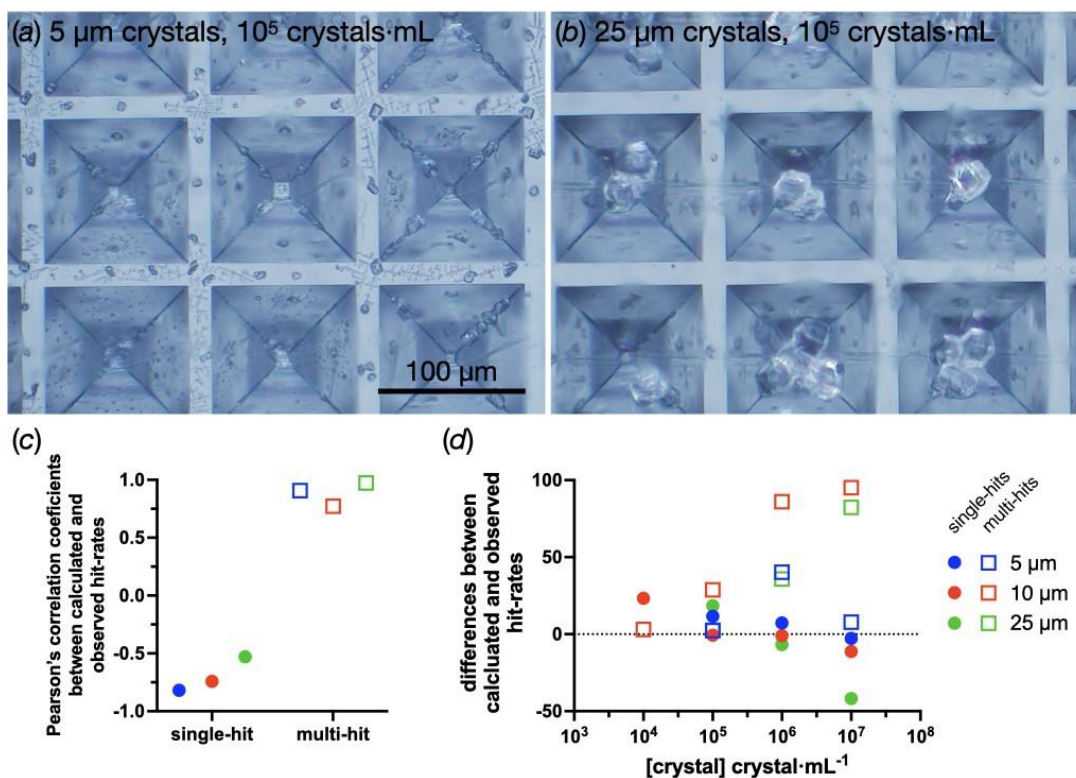 (a) 5 µm crystals, 10⁵ crystals·mL
(b) 25 µm crystals, 10⁵ crystals·mL
100 µm
(c)
Pearson's correlation coeficients
between calculated and
observed hit-rates
1.0
0.5
0.0
-0.5
-1.0
single-hit
multi-hit
(d)
differences between
calcluated and observed
hit-rates
100
50
0
-50
10³
10⁴
10⁵
10⁶
10⁷
10⁸
[crystal] crystal·mL⁻¹
single-hits
multi-hits
5 µm
10 µm
25 µm